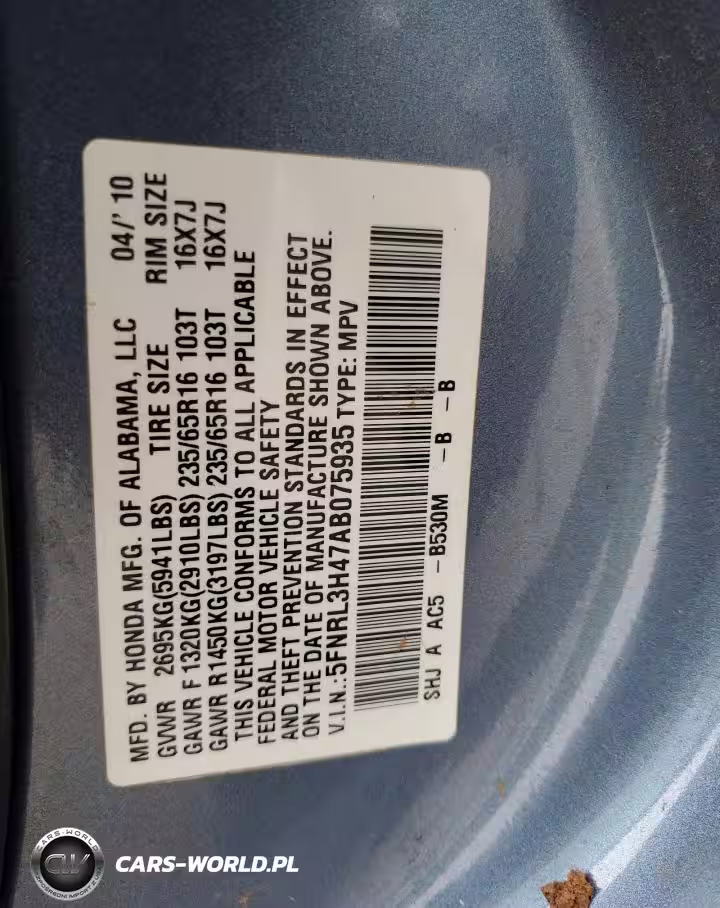 MFD. BY HONDA MFG. OF ALABAMA, LLC 04/' 10
GVWR 2695KG(5941LBS) TIRE SIZE RIM SIZE
GAWR F 1320KG(2910LBS) 235/65R16 103T 16X7J
GAWR R 1450KG(3197LBS) 235/65R16 103T 16X7J
THIS VEHICLE CONFORMS TO ALL APPLICABLE
FEDERAL MOTOR VEHICLE SAFETY
AND THEFT PREVENTION STANDARDS IN EFFECT
ON THE DATE OF MANUFACTURE SHOWN ABOVE.
V.I.N.: 5FNRL3H47AB075935 TYPE: MPV
SHJ A AC5 -B530M -B -B
CARS-WORLD
CW
CARS-WORLD.PL